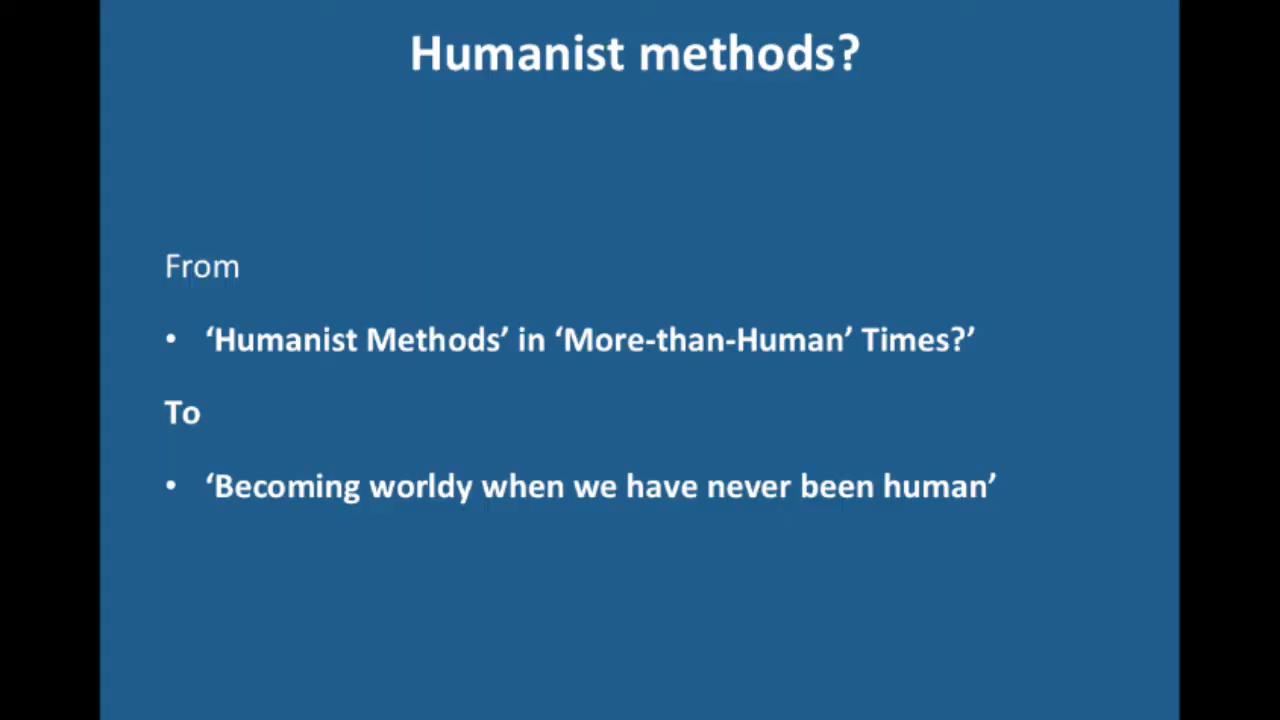 Humanist methods?
From
• ‘Humanist Methods’ in ‘More-than-Human’ Times?’
To
• ‘Becoming worldy when we have never been human’